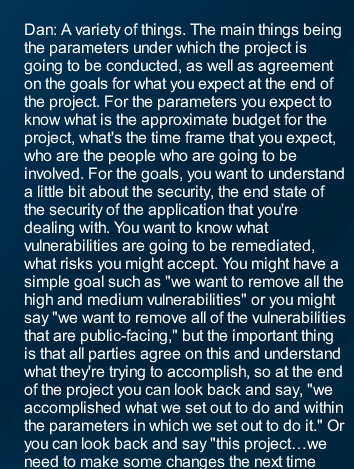 Dan: A variety of things. The main things being
the parameters under which the project is
going to be conducted, as well as agreement
on the goals for what you expect at the end of
the project. For the parameters you expect to
know what is the approximate budget for the
project, what's the time frame that you expect,
who are the people who are going to be
involved. For the goals, you want to understand
a little bit about the security, the end state of
the security of the application that you're
dealing with. You want to know what
vulnerabilities are going to be remediated,
what risks you might accept. You might have a
simple goal such as "we want to remove all the
high and medium vulnerabilities" or you might
say "we want to remove all of the vulnerabilities
that are public-facing," but the important thing
is that all parties agree on this and understand
what they're trying to accomplish, so at the end
of the project you can look back and say, "we
accomplished what we set out to do and within
the parameters in which we set out to do it." Or
you can look back and say "this project…we
need to make some changes the next time